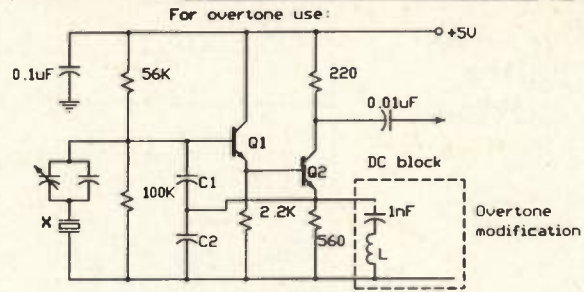 For overtone use:
+5V
0.1uF
56K
220
0.01uF
Q1
DC block
Q2
C1
100K
X
2.2K
1nF
Overtone
modification
C2
560
L